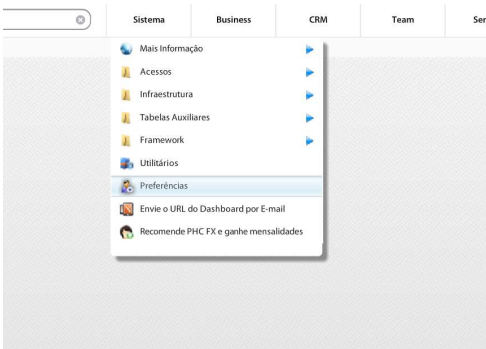 Sistema Business CRM Team
Mais Informação
Acessos
Infraestrutura
Tabelas Auxiliares
Framework
Utilitários
Preferências
Envie o URL do Dashboard por E-mail
Recomende PHC FX e ganhe mensalidades